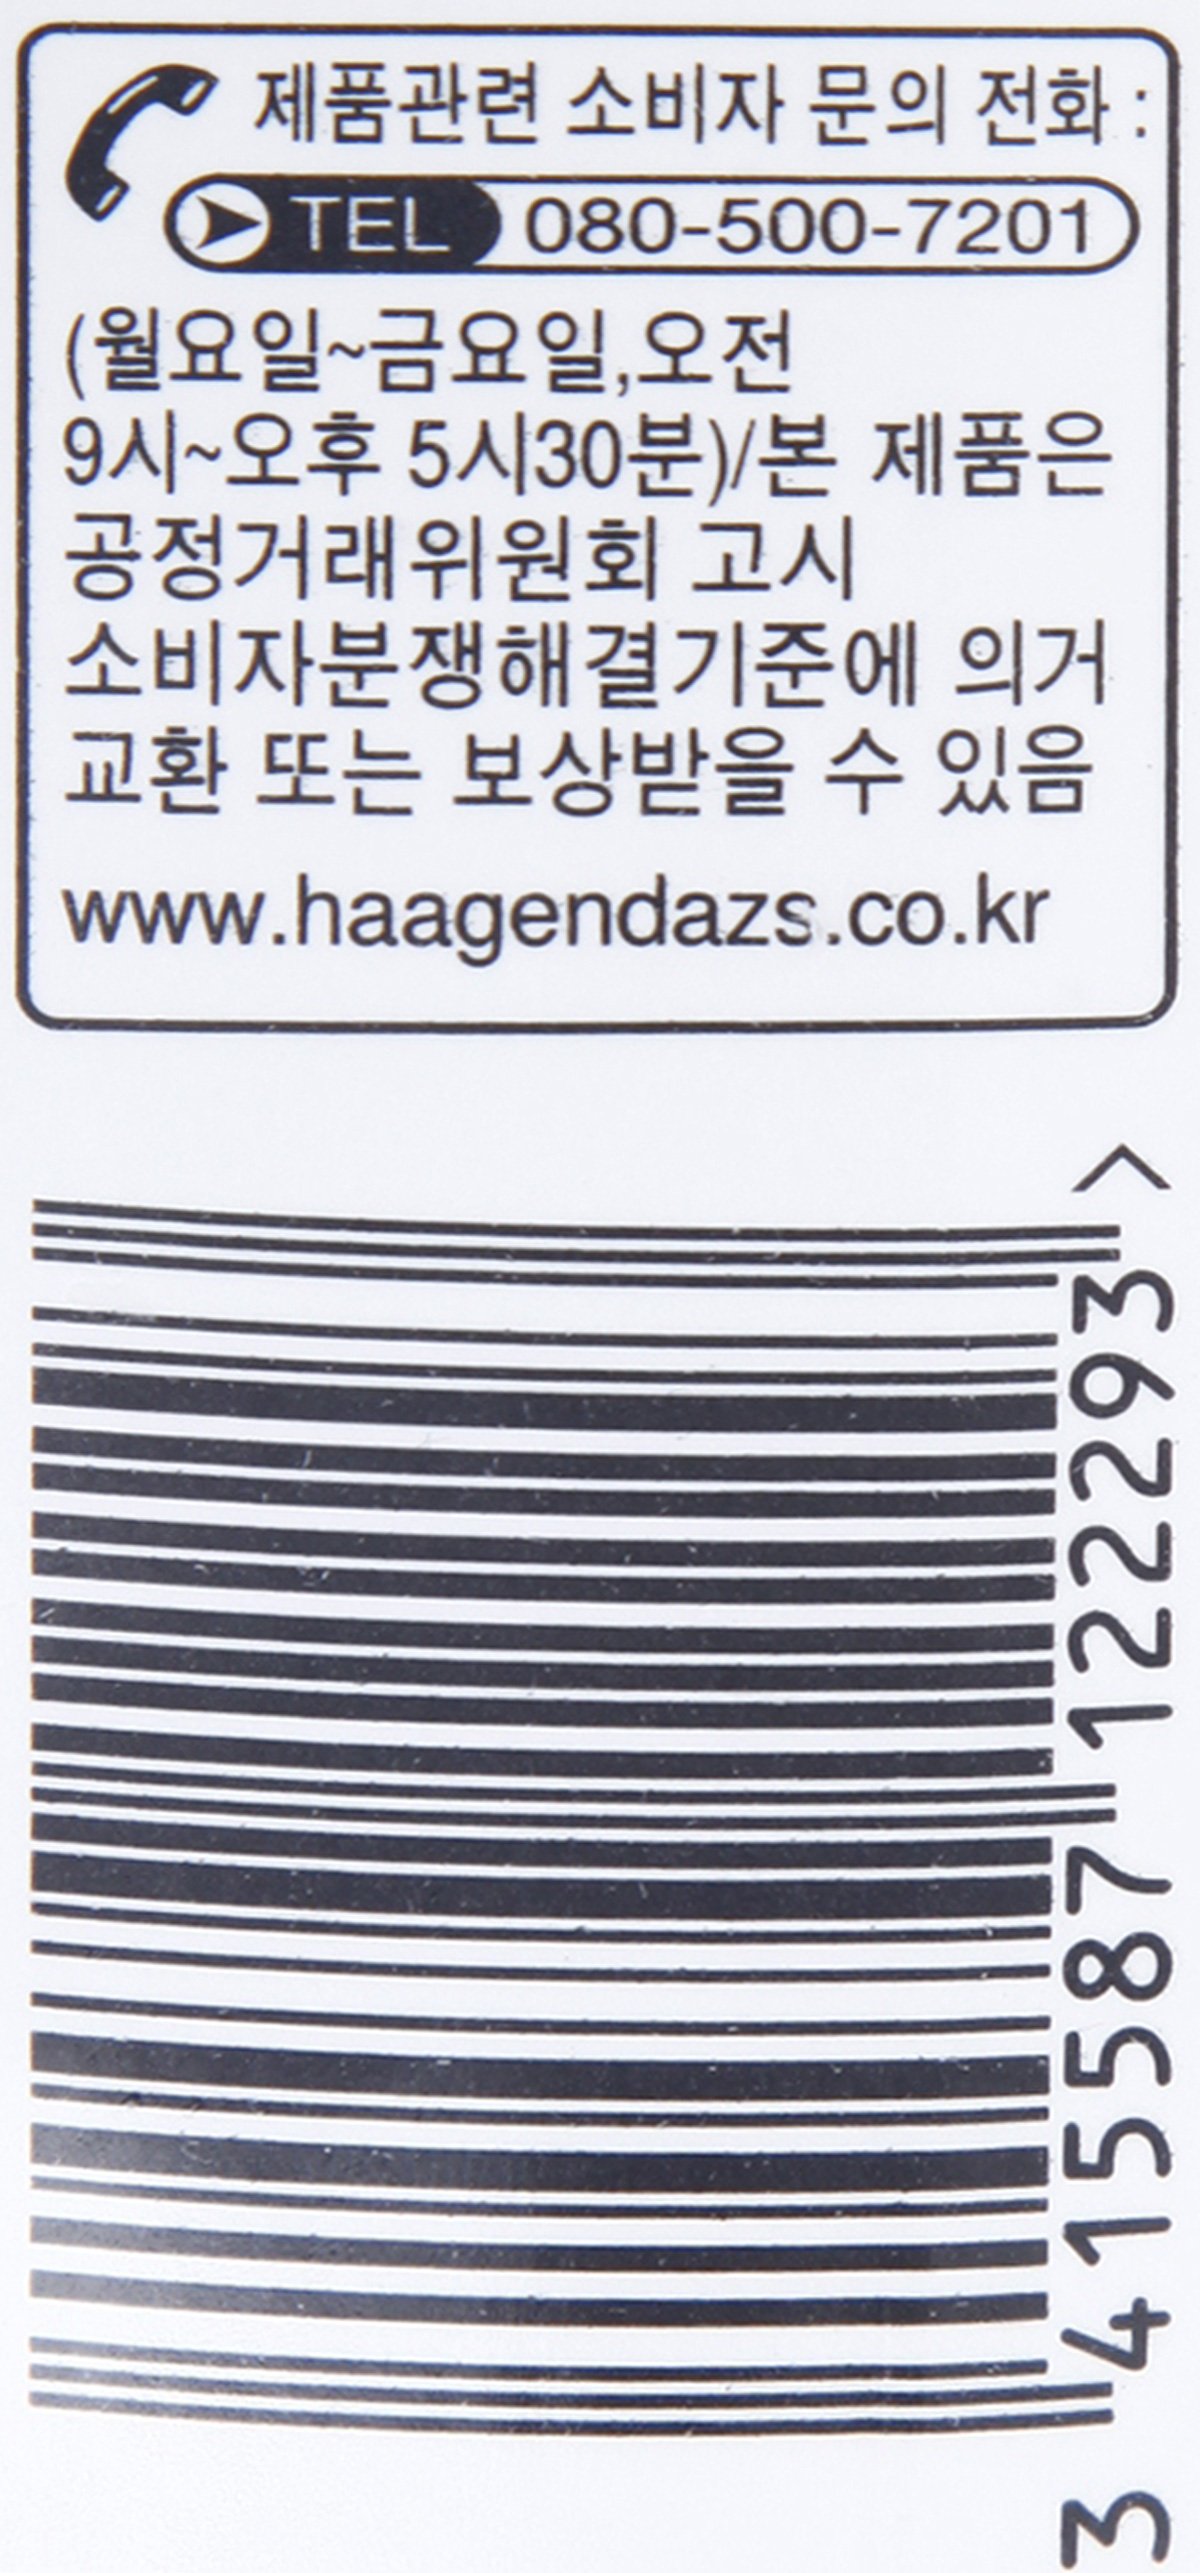 제품관련 소비자 문의 전화 :
TEL 080-500-7201
(월요일~금요일,오전
9시~오후 5시30분)/본 제품은
공정거래위원회 고시
소비자분쟁해결기준에 의거
교환 또는 보상받을 수 있음
www.haagendazs.co.kr
3 415587 122293 >